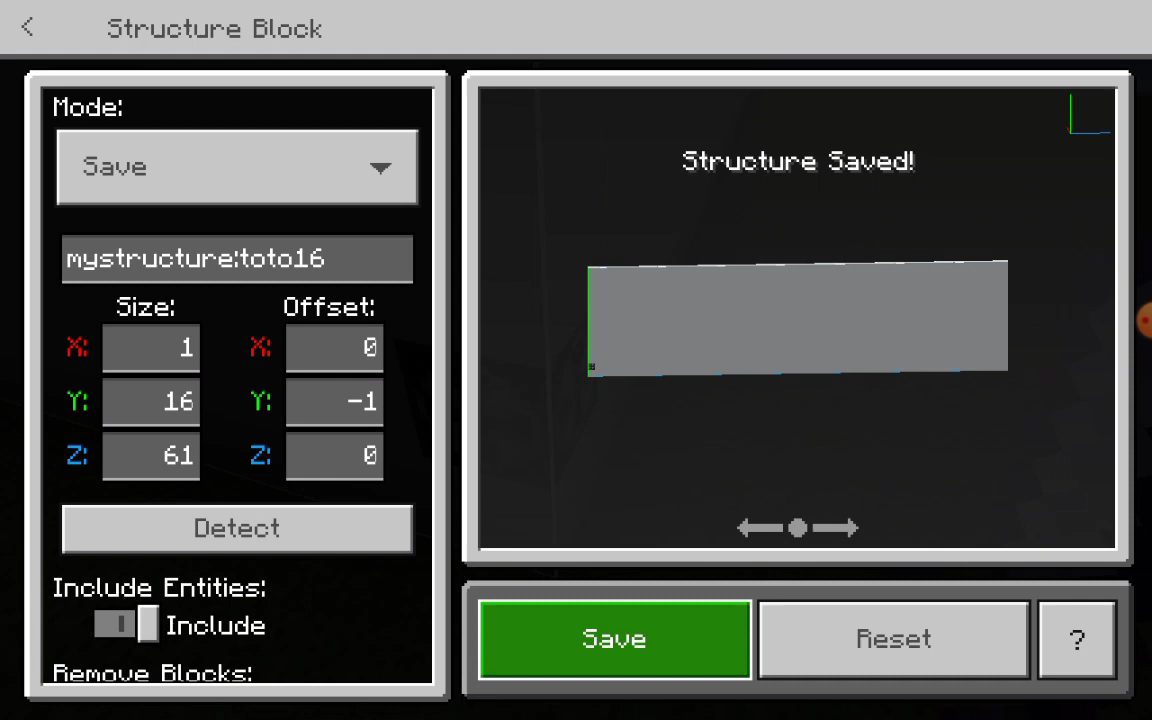 Structure Block
Mode:
Save
mystructure:toto16
Size: Offset:
X: 1 X: 0
Y: 16 Y: -1
Z: 61 Z: 0
Detect
Include Entities:
Include
Remove Blocks:
Structure Saved!
Save Reset ?